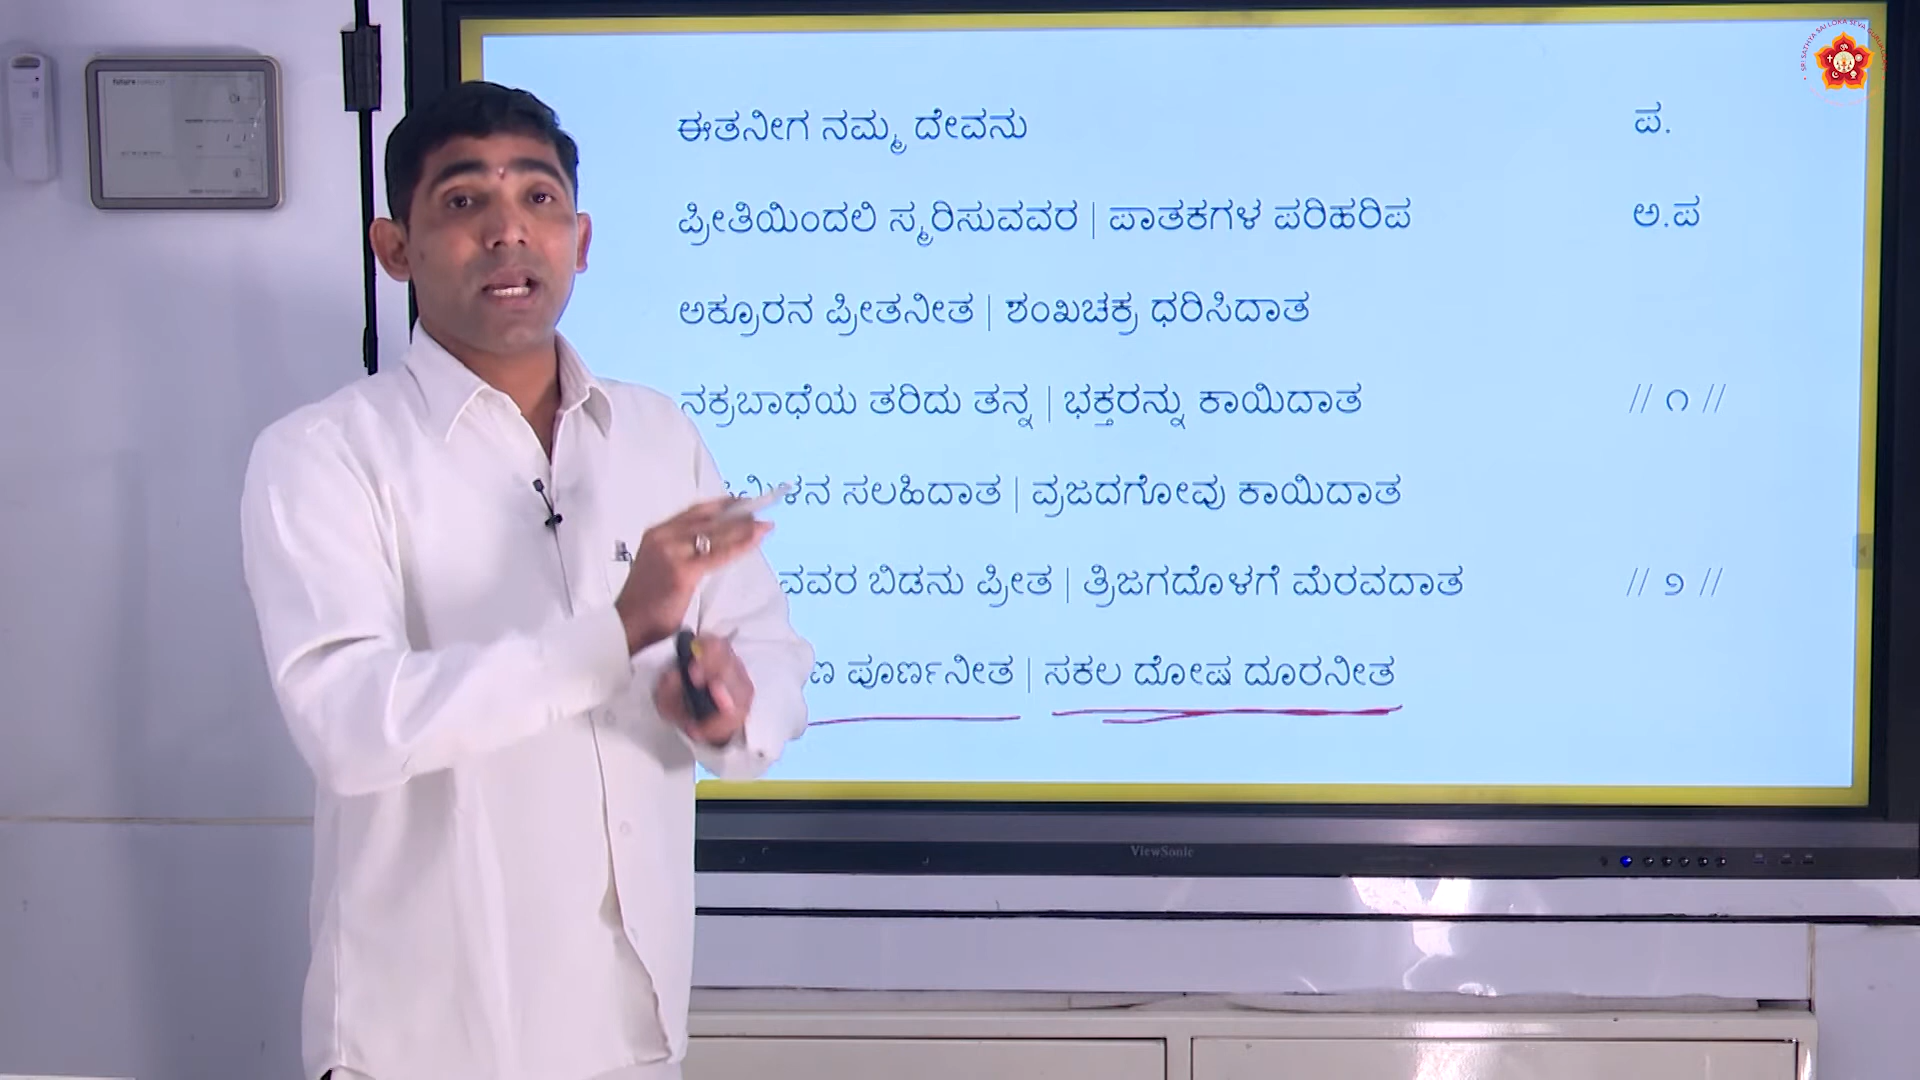 ಈತನೀಗ ನಮ್ಮ ದೇವನು ಪ.
ಪ್ರೀತಿಯಿಂದಲಿ ಸ್ಮರಿಸುವವರ | ಪಾತಕಗಳ ಪರಿಹರಿಪ ಅ.ಪ
ಅಕ್ರೂರನ ಪ್ರೀತನೀತ | ಶಂಖಚಕ್ರ ಧರಿಸಿದಾತ
ನಕ್ರಬಾಧೆಯ ತರಿದು ತನ್ನ | ಭಕ್ತರನ್ನು ಕಾಯಿದಾತ // ೧ //
ಸಲಹಿದಾತ | ವ್ರಜದಗೋವು ಕಾಯಿದಾತ
ಬಿಡನು ಪ್ರೀತ | ತ್ರಿಜಗದೊಳಗೆ ಮೆರವದಾತ // ೨ //
ಪೂರ್ಣನೀತ | ಸಕಲ ದೋಷ ದೂರನೀತ
ViewSonic